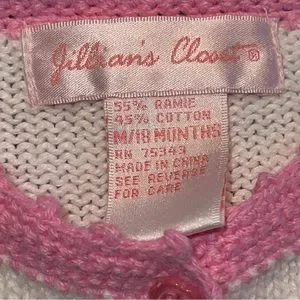 Jillian's Closet®
55% RAMIE
45% COTTON
M/18 MONTHS
RN 75343
MADE IN CHINA
SEE REVERSE
FOR CARE